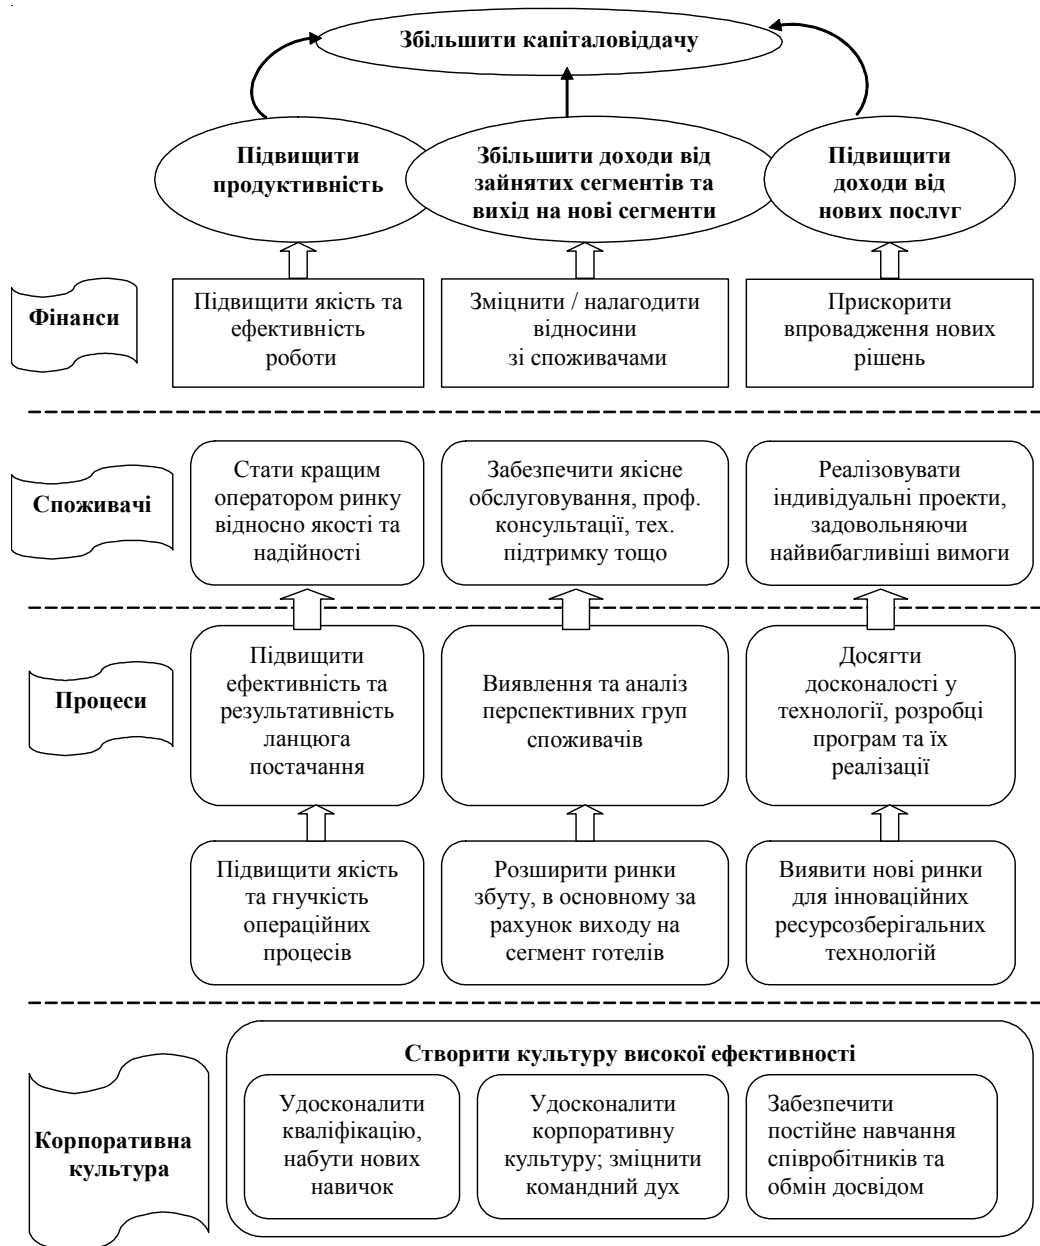 Збільшити капіталовіддачу
Підвищити
продуктивність
Збільшити доходи від
зайнятих сегментів та
вихід на нові сегменти
Підвищити
доходи від
нових послуг
Фінанси
Підвищити якість та
ефективність
роботи
Зміцнити / налагодити
відносини
зі споживачами
Прискорити
впровадження нових
рішень
Споживачі
Стати кращим
оператором ринку
відносно якості та
надійності
Забезпечити якісне
обслуговування, проф.
консультації, тех.
підтримку тощо
Реалізовувати
індивідуальні проекти,
задовольняючи
найвибагливіші вимоги
Процеси
Підвищити
ефективність та
результативність
ланцюга
постачання
Виявлення та аналіз
перспективних груп
споживачів
Досягти
досконалості у
технології, розробці
програм та їх
реалізації
Підвищити якість
та гнучкість
операційних
процесів
Розширити ринки
збуту, в основному за
рахунок виходу на
сегмент готелів
Виявити нові ринки
для інноваційних
ресурсозберігальних
технологій
Корпоративна
культура
Створити культуру високої ефективності
Удосконалити
кваліфікацію,
набути нових
навичок
Удосконалити
корпоративну
культуру; зміцнити
командний дух
Забезпечити
постійне навчання
співробітників та
обмін досвідом